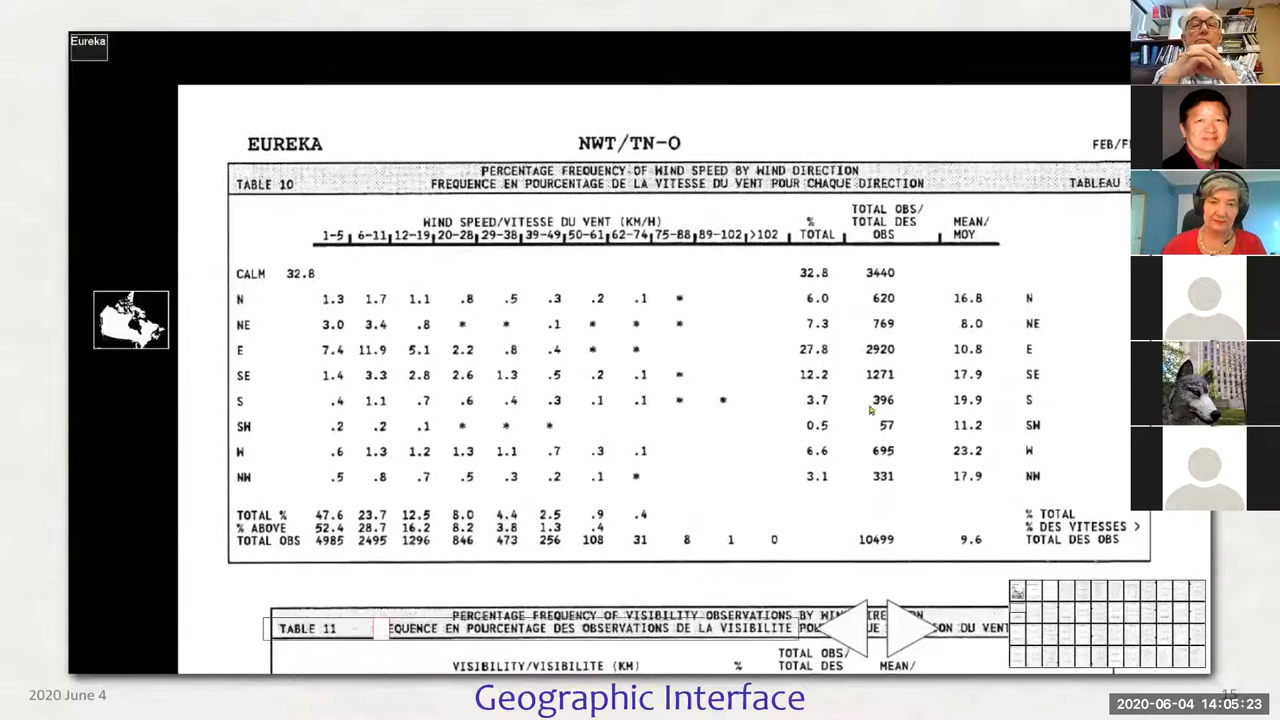 Eureka
EUREKA NWT/TN-O
PERCENTAGE FREQUENCY OF WIND SPEED BY WIND DIRECTION
TABLE 10 FREQUENCE EN POURCENTAGE DE LA VITESSE DU VENT POUR CHAQUE DIRECTION TABLEAU
WIND SPEED/VITESSE DU VENT (KM/H) % TOTAL OBS/ TOTAL DES MEAN/
1-5 6-11 12-19 20-28 29-38 39-49 50-61 62-74 75-88 89-102 >102 TOTAL OBS MOY
CALM 32.8 32.8 3440
N 1.3 1.7 1.1 .8 .5 .3 .2 .1 * 6.0 620 16.8 N
NE 3.0 3.4 .8 * * .1 * * * 7.3 769 8.0 NE
E 7.4 11.9 5.1 2.2 .8 .4 * * 27.8 2920 10.8 E
SE 1.4 3.3 2.8 2.6 1.3 .5 .2 .1 * 12.2 1271 17.9 SE
S .4 1.1 .7 .6 .4 .3 .1 .1 * * 3.7 396 19.9 S
SW .2 .2 .1 * * * 0.5 57 11.2 SW
W .6 1.3 1.2 1.3 1.1 .7 .3 .1 6.6 695 23.2 W
NW .5 .8 .7 .5 .3 .2 .1 * 3.1 331 17.9 NW
TOTAL % 47.6 23.7 12.5 8.0 4.4 2.5 .9 .4 % TOTAL
% ABOVE 52.4 28.7 16.2 8.2 3.8 1.3 .4 % DES VITESSES >
TOTAL OBS 4985 2495 1296 846 473 256 108 31 8 1 0 10499 9.6 TOTAL DES OBS
PERCENTAGE FREQUENCY OF VISIBILITY OBSERVATIONS BY
TABLE 11 EQUENCE EN POURCENTAGE DES OBSERVATIONS DE LA VISIBILITE DU VENT
VISIBILITY/VISIBILITE (KM) % TOTAL OBS/ TOTAL DES MEAN/
2020 June 4 Geographic Interface 15
2020-06-04 14:05:23